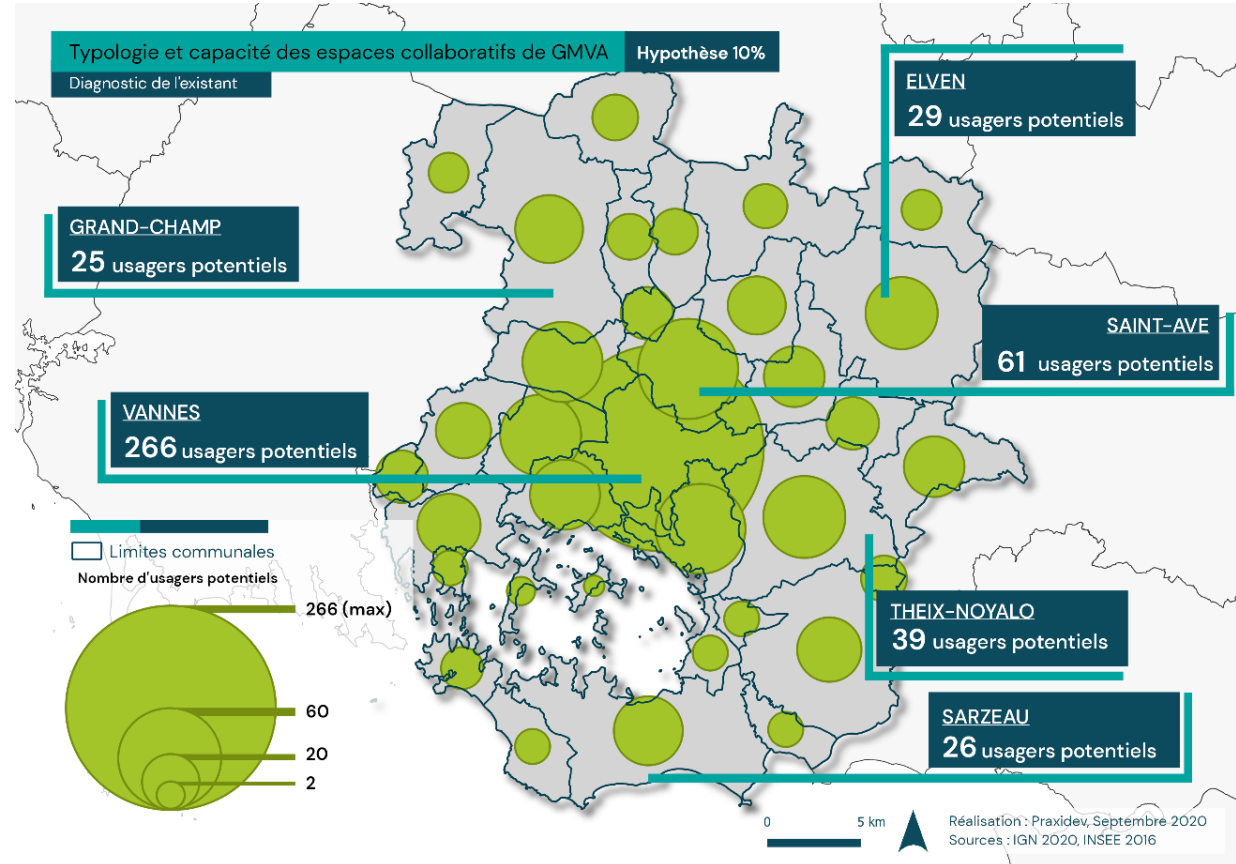 Typologie et capacité des espaces collaboratifs de GMVA
Hypothèse 10%
Diagnostic de l'existant
ELVEN
29 usagers potentiels
GRAND-CHAMP
25 usagers potentiels
SAINT-AVE
61 usagers potentiels
VANNES
266 usagers potentiels
Limites communales
Nombre d'usagers potentiels
266 (max)
60
20
2
THEIX-NOYALO
39 usagers potentiels
SARZEAU
26 usagers potentiels
0 5 km
Réalisation : Praxidev, Septembre 2020
Sources : IGN 2020, INSEE 2016